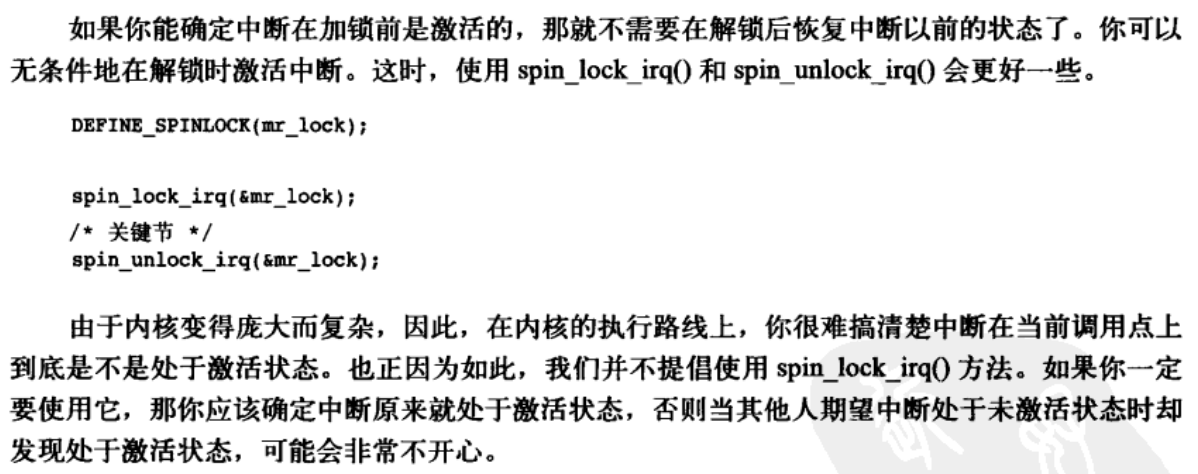 如果你能确定中断在加锁前是激活的，那就不需要在解锁后恢复中断以前的状态了。你可以
无条件地在解锁时激活中断。这时，使用 spin_lock_irq() 和 spin_unlock_irq() 会更好一些。
DEFINE_SPINLOCK(mr_lock);
spin_lock_irq(&mr_lock);
/* 关键节 */
spin_unlock_irq(&mr_lock);
由于内核变得庞大而复杂，因此，在内核的执行路线上，你很难搞清楚中断在当前调用点上
到底是不是处于激活状态。也正因为如此，我们并不提倡使用 spin_lock_irq() 方法。如果你一定
要使用它，那你应该确定中断原来就处于激活状态，否则当其他人期望中断处于未激活状态时却
发现处于激活状态，可能会非常不开心。